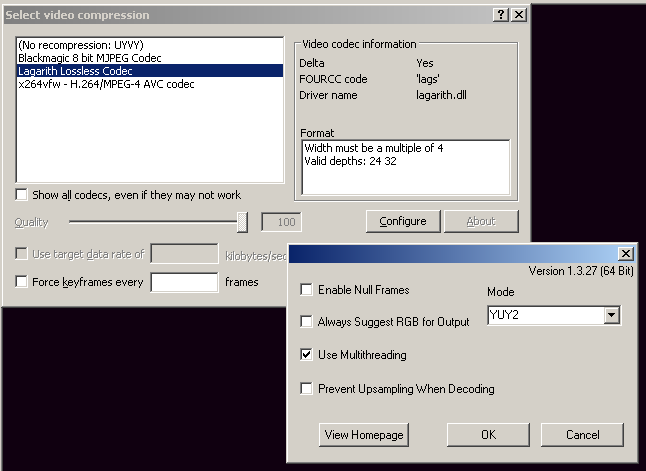 Select video compression
(No recompression: UYVY)
Blackmagic 8 bit MJPEG Codec
Lagarith Lossless Codec
x264vfw - H.264/MPEG-4 AVC codec
Show all codecs, even if they may not work
Quality
100
Use target data rate of
kilobytes/sec
Force keyframes every
frames
Video codec information
Delta Yes
FOURCC code 'lags'
Driver name lagarith.dll
Format
Width must be a multiple of 4
Valid depths: 24 32
Configure
About
Version 1.3.27 (64 Bit)
Enable Null Frames
Always Suggest RGB for Output
Use Multithreading
Prevent Upsampling When Decoding
Mode
YUY2
View Homepage
OK
Cancel